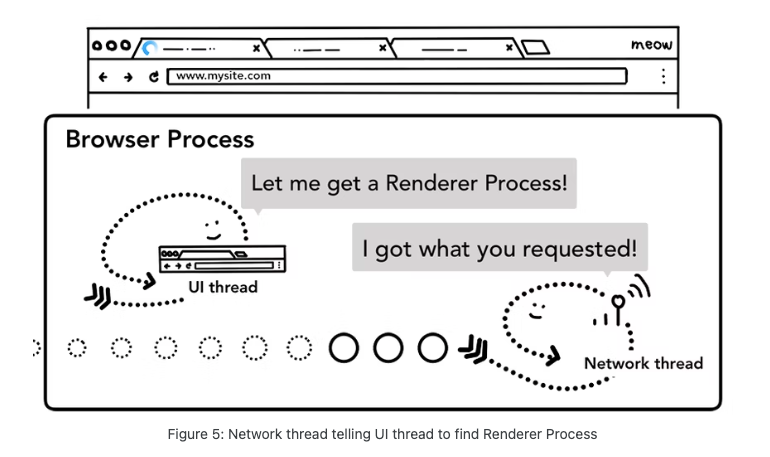 meow
www.mysite.com
Browser Process
Let me get a Renderer Process!
I got what you requested!
UI thread
Network thread
Figure 5: Network thread telling UI thread to find Renderer Process